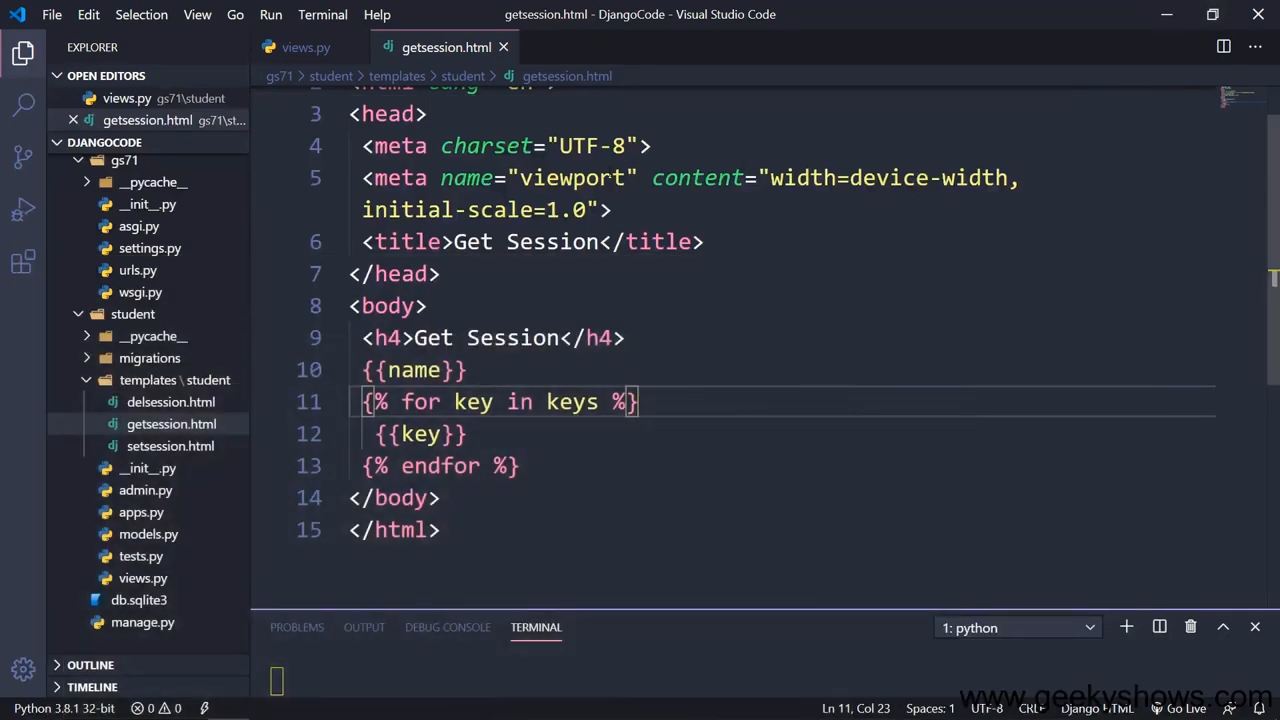 File Edit Selection View Go Run Terminal Help getsession.html - DjangoCode - Visual Studio Code
EXPLORER
OPEN EDITORS
views.py gs71\student
getsession.html gs71\st...
DJANGOCODE
gs71
__pycache__
__init__.py
asgi.py
settings.py
urls.py
wsgi.py
student
__pycache__
migrations
templates \ student
delsession.html
getsession.html
setsession.html
__init__.py
admin.py
apps.py
models.py
tests.py
views.py
db.sqlite3
manage.py
OUTLINE
TIMELINE
views.py getsession.html
gs71 > student > templates > student > getsession.html
3 <head>
4 <meta charset="UTF-8">
5 <meta name="viewport" content="width=device-width,
initial-scale=1.0">
6 <title>Get Session</title>
7 </head>
8 <body>
9 <h4>Get Session</h4>
10 {{name}}
11 {% for key in keys %}
12 {{key}}
13 {% endfor %}
14 </body>
15 </html>
PROBLEMS OUTPUT DEBUG CONSOLE TERMINAL 1: python
www.geekyshows.com
Python 3.8.1 32-bit 0 0 Ln 11, Col 23 Spaces: 1 UTF-8 CRLF Django HTML Go Live